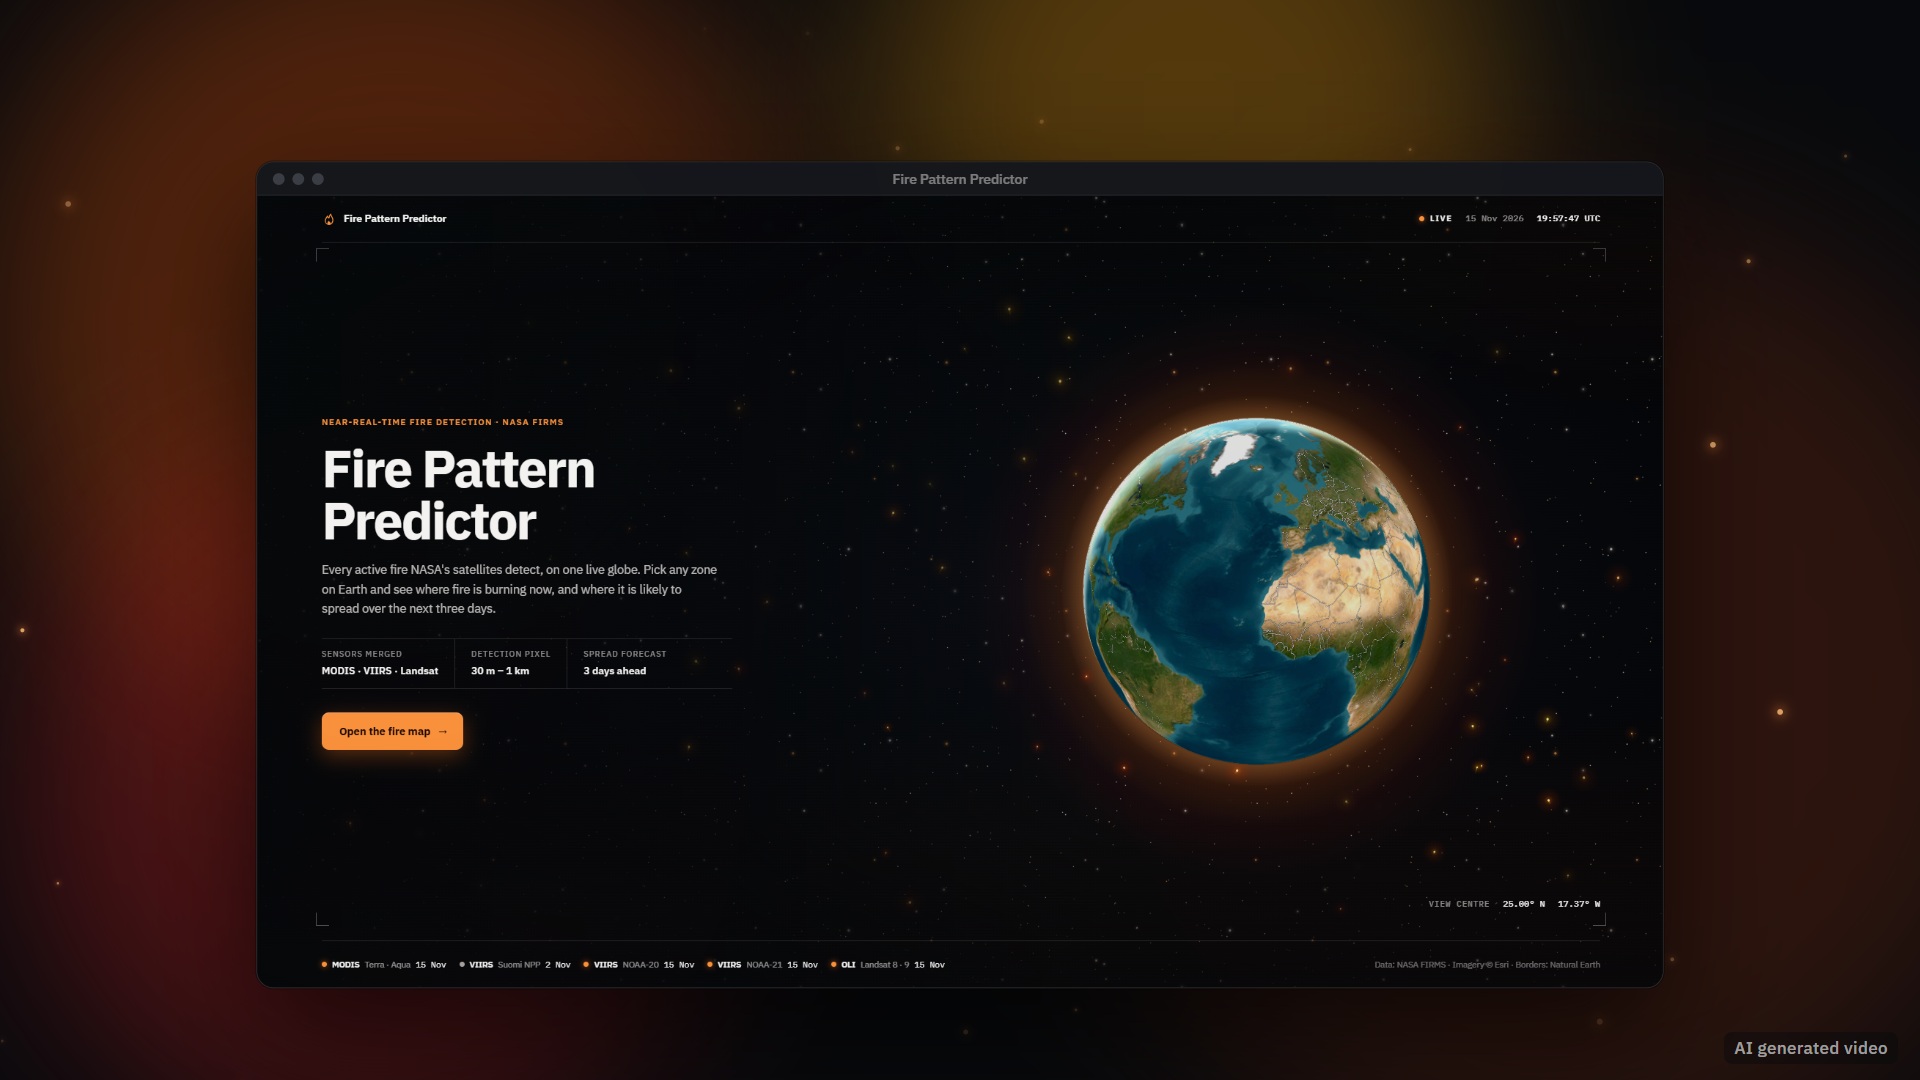 Fire Pattern Predictor
Fire Pattern Predictor
LIVE 15 Nov 2026 19:57:47 UTC
NEAR-REAL-TIME FIRE DETECTION · NASA FIRMS
Fire Pattern
Predictor
Every active fire NASA's satellites detect, on one live globe. Pick any zone
on Earth and see where fire is burning now, and where it is likely to
spread over the next three days.
SENSORS MERGED DETECTION PIXEL SPREAD FORECAST
MODIS · VIIRS · Landsat 30 m – 1 km 3 days ahead
Open the fire map →
VIEW CENTRE 25.00° N 17.37° W
MODIS Terra · Aqua 15 Nov VIIRS Suomi NPP 2 Nov VIIRS NOAA-20 15 Nov VIIRS NOAA-21 15 Nov OLI Landsat 8 · 9 15 Nov
Data: NASA FIRMS · Imagery © Esri · Borders: Natural Earth
AI generated video